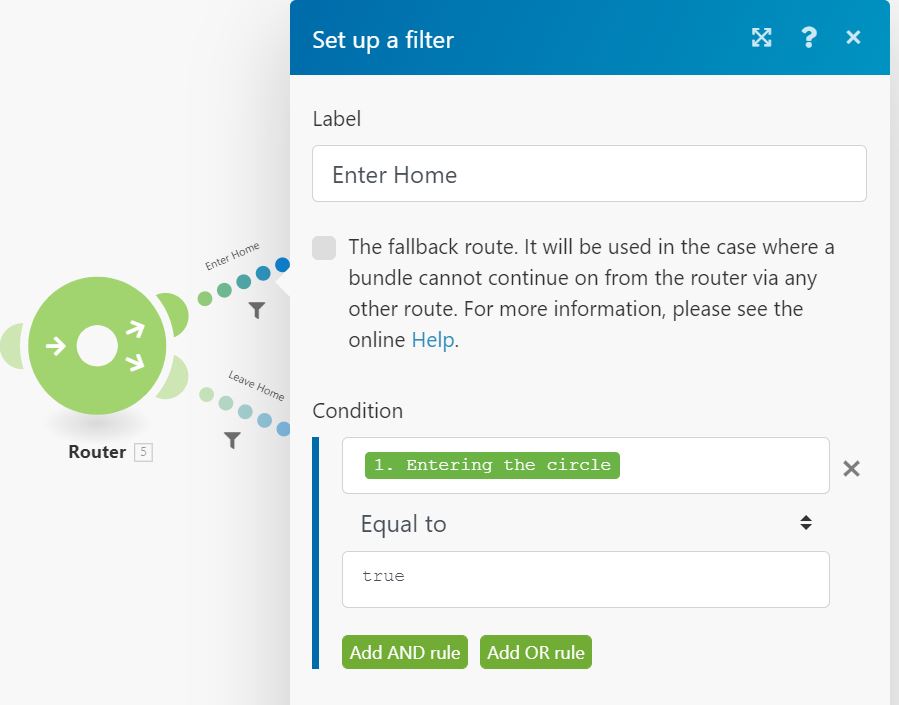 Set up a filter
?
Label
Enter Home
The fallback route. It will be used in the case where a
bundle cannot continue on from the router via any
other route. For more information, please see the
online Help.
Condition
1. Entering the circle
Equal to
true
Add AND rule
Add OR rule
Enter Home
Leave Home
Router 5